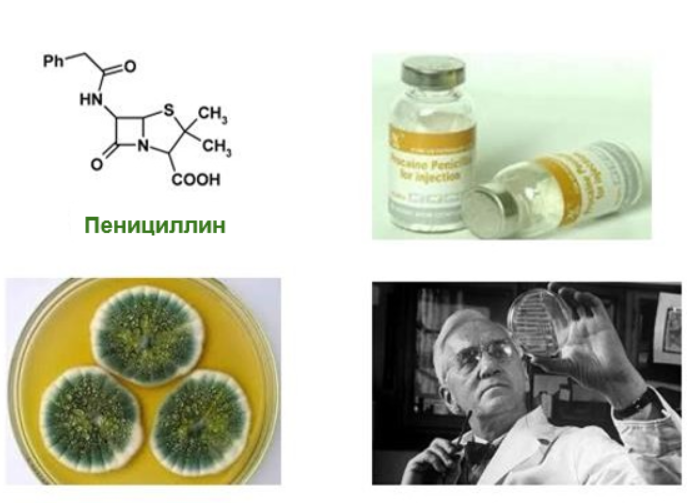 Ph
O
HN
S
CH3
CH3
N
O
COOH
Пенициллин
Procaine Penicillin
for injection